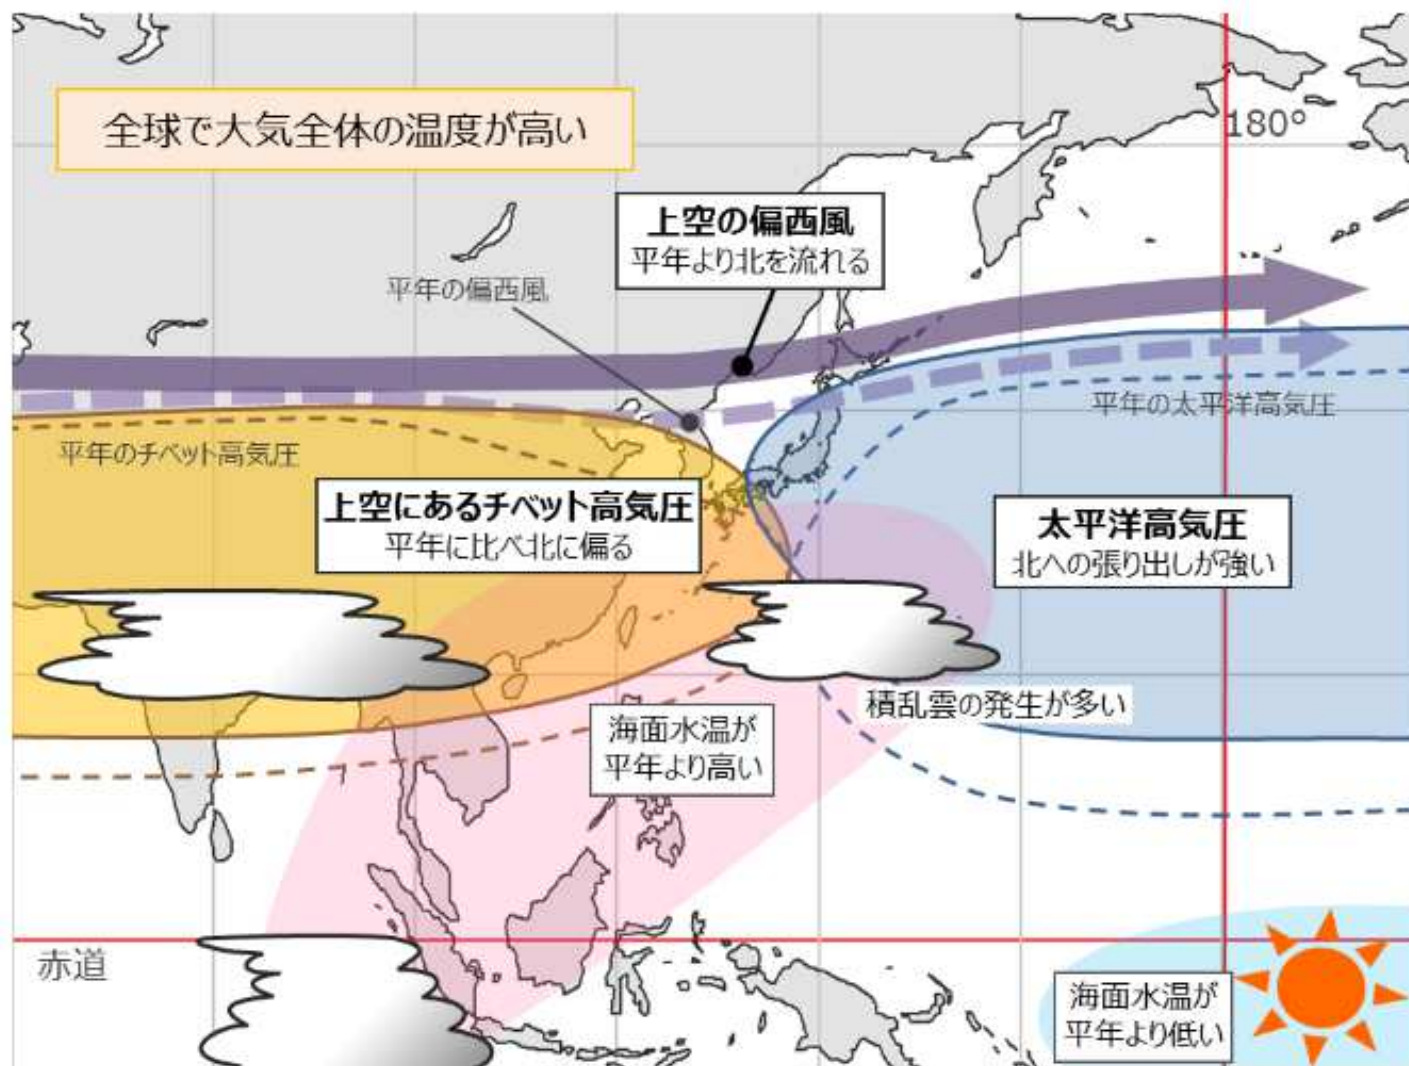 全球で大気全体の温度が高い
180°
上空の偏西風
平年より北を流れる
平年の偏西風
平年の太平洋高気圧
平年のチベット高気圧
上空にあるチベット高気圧
平年に比べ北に偏る
太平洋高気圧
北への張り出しが強い
積乱雲の発生が多い
海面水温が
平年より高い
赤道
海面水温が
平年より低い